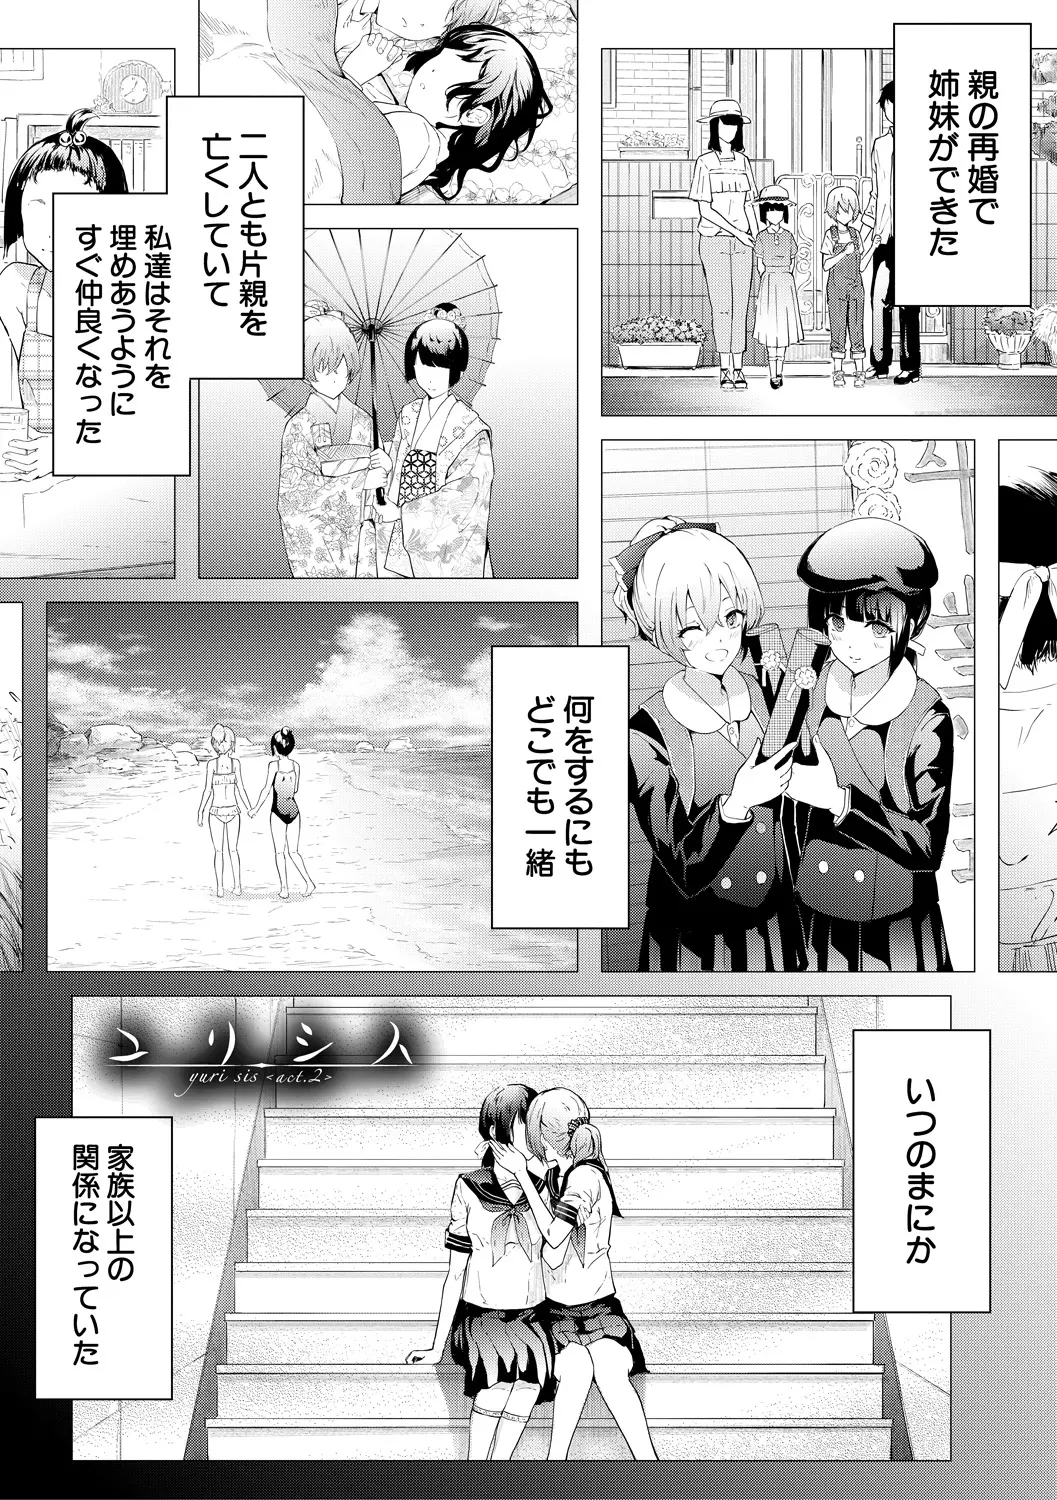 親の再婚で
姉妹ができた
二人とも片親を
亡くしていて
私達はそれを
埋めあうように
すぐ仲良くなった
何をするにも
どこでも一緒
ユリシス
yuri sis <act.2>
いつのまにか
家族以上の
関係になっていた